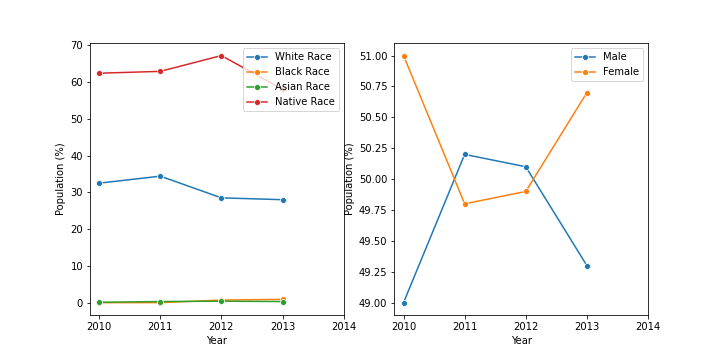 70
60
50
40
30
20
10
0
Population (%)
2010 2011 2012 2013 2014
Year
White Race
Black Race
Asian Race
Native Race
51.00
50.75
50.50
50.25
50.00
49.75
49.50
49.25
49.00
Population (%)
2010 2011 2012 2013 2014
Year
Male
Female